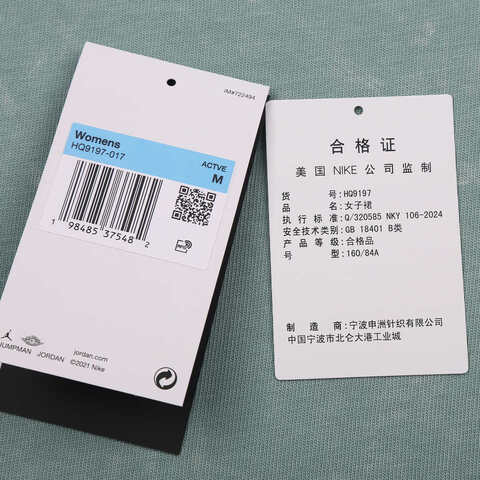 IM#722494
Womens
HQ9197-017
ACTVE
M
1 98485 37548 2
JUMPMAN JORDAN
jordan.com
©2021 Nike
合格证
美国 NIKE 公司监制
货号:HQ9197
品名:女子裙
执行标准:Q/320585 NKY 106-2024
安全技术类别:GB 18401 B类
产品等级:合格品
号型:160/84A
制造商:宁波申洲针织有限公司
中国宁波市北仑大港工业城